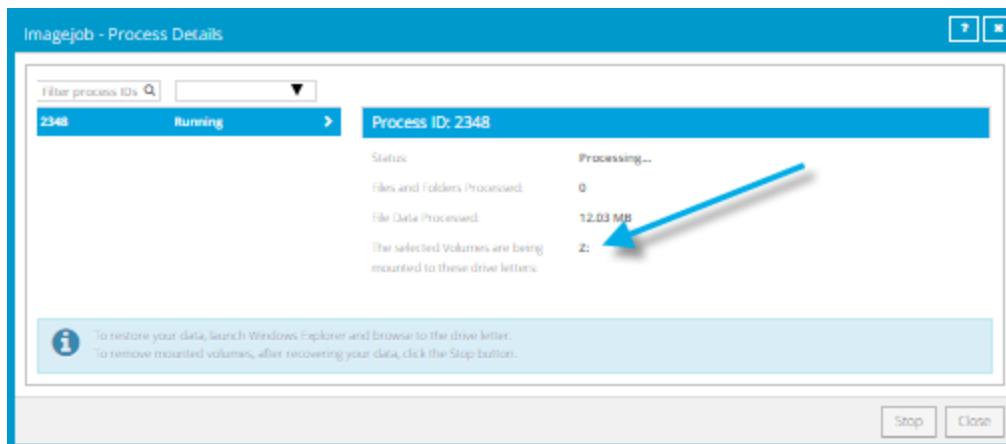 Imagejob - Process Details
?
Filter process IDs
2348 Running
Process ID: 2348
Status: Processing...
Files and Folders Processed: 0
File Data Processed: 12.03 MB
The selected Volumes are being Z:
mounted to these drive letters:
To restore your data, launch Windows Explorer and browse to the drive letter.
To remove mounted volumes, after recovering your data, click the Stop button.
Stop Close